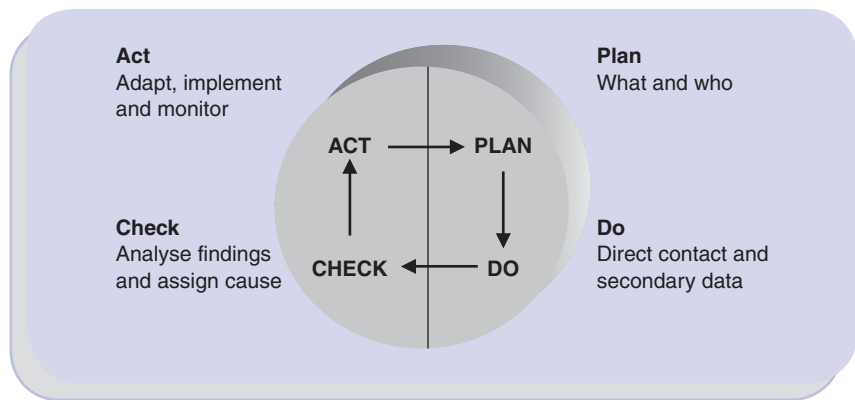 Act
Adapt, implement
and monitor
Plan
What and who
ACT
PLAN
Check
Analyse findings
and assign cause
CHECK
DO
Do
Direct contact and
secondary data